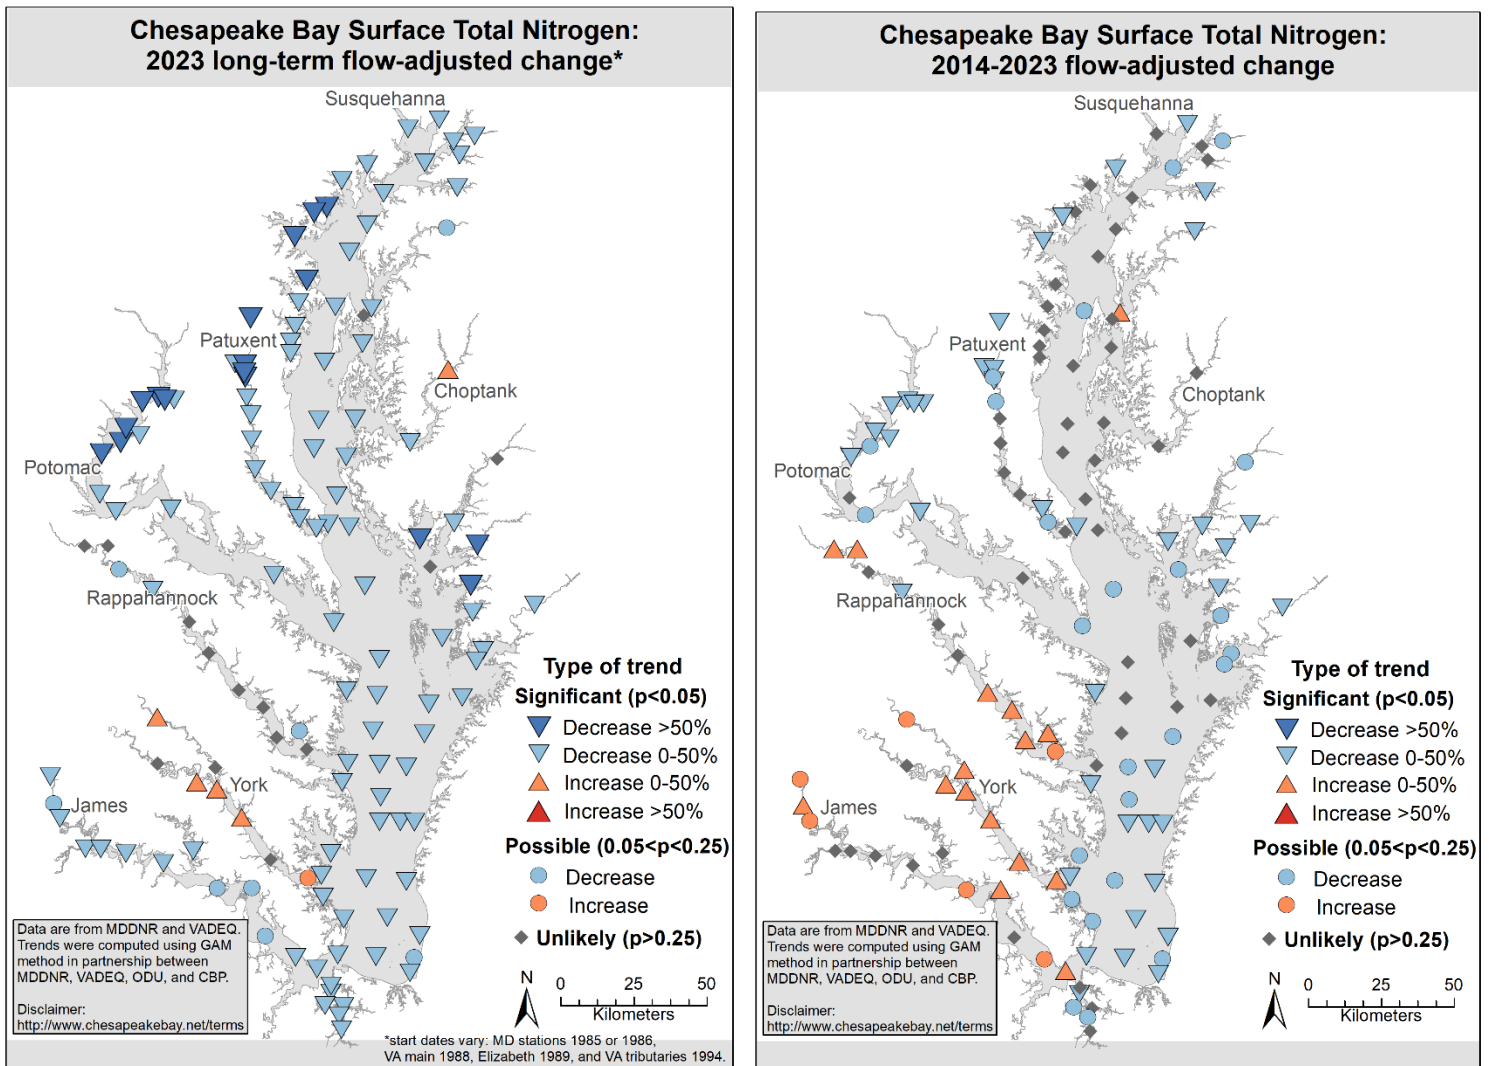 Chesapeake Bay Surface Total Nitrogen:
2023 long-term flow-adjusted change*
Susquehanna
Patuxent
Choptank
Potomac
Rappahannock
York
James
Type of trend
Significant (p<0.05)
Decrease >50%
Decrease 0-50%
Increase 0-50%
Increase >50%
Possible (0.05<p<0.25)
Decrease
Increase
Unlikely (p>0.25)
Data are from MDDNR and VADEQ.
Trends were computed using GAM
method in partnership between
MDDNR, VADEQ, ODU, and CBP.
Disclaimer:
http://www.chesapeakebay.net/terms
N
0 25 50
Kilometers
*start dates vary: MD stations 1985 or 1986,
VA main 1988, Elizabeth 1989, and VA tributaries 1994.
Chesapeake Bay Surface Total Nitrogen:
2014-2023 flow-adjusted change
Susquehanna
Patuxent
Choptank
Potomac
Rappahannock
York
James
Type of trend
Significant (p<0.05)
Decrease >50%
Decrease 0-50%
Increase 0-50%
Increase >50%
Possible (0.05<p<0.25)
Decrease
Increase
Unlikely (p>0.25)
Data are from MDDNR and VADEQ.
Trends were computed using GAM
method in partnership between
MDDNR, VADEQ, ODU, and CBP.
Disclaimer:
http://www.chesapeakebay.net/terms
N
0 25 50
Kilometers